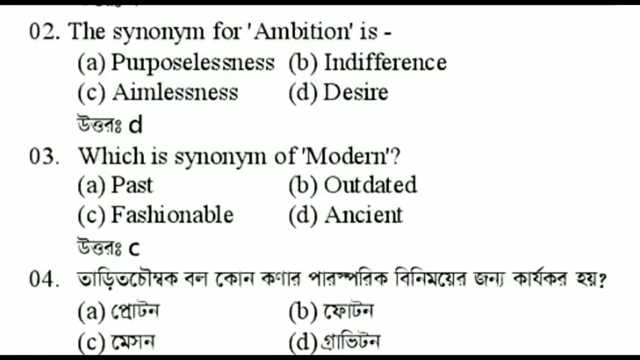 02. The synonym for 'Ambition' is -
(a) Purposelessness (b) Indifference
(c) Aimlessness (d) Desire
উত্তরঃ d
03. Which is synonym of 'Modern'?
(a) Past (b) Outdated
(c) Fashionable (d) Ancient
উত্তরঃ c
04. তাড়িতচৌম্বক বল কোন কণার পারস্পরিক বিনিময়ের জন্য কার্যকর হয়?
(a) প্রোটন (b) ফোটন
(c) মেসন (d) গ্রাভিটন